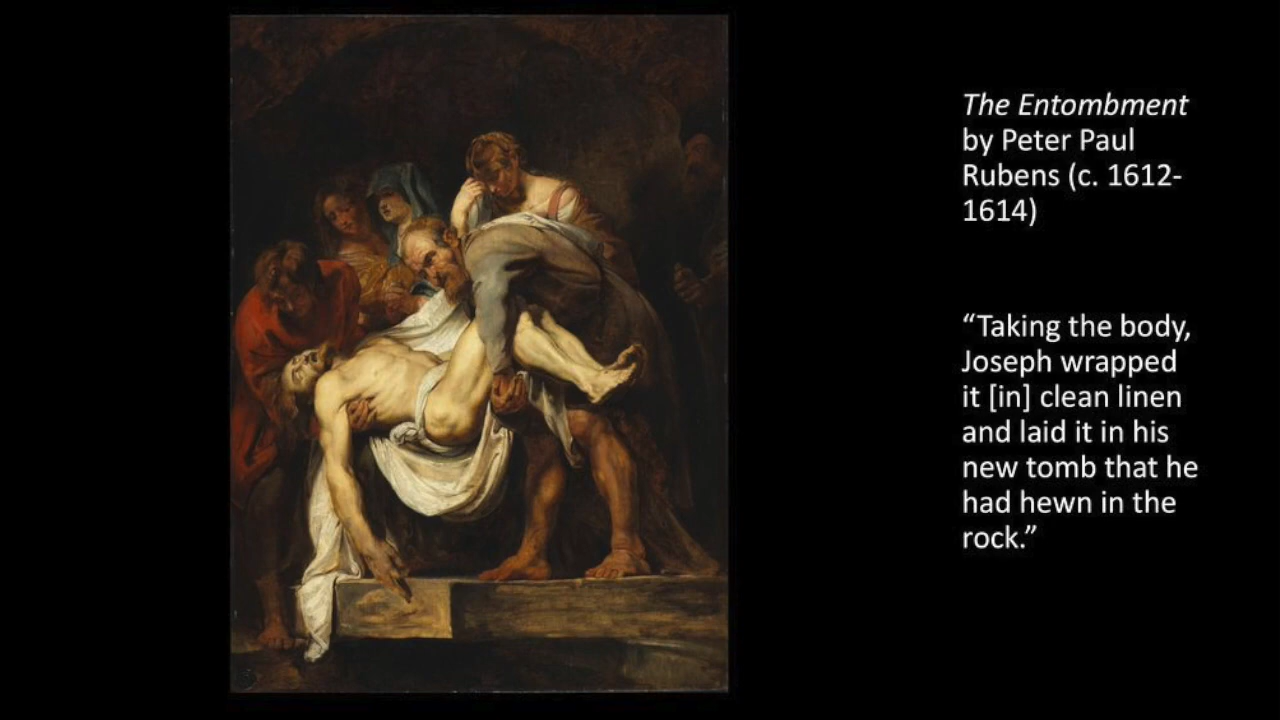 The Entombment
by Peter Paul
Rubens (c. 1612-
1614)
“Taking the body,
Joseph wrapped
it [in] clean linen
and laid it in his
new tomb that he
had hewn in the
rock.”